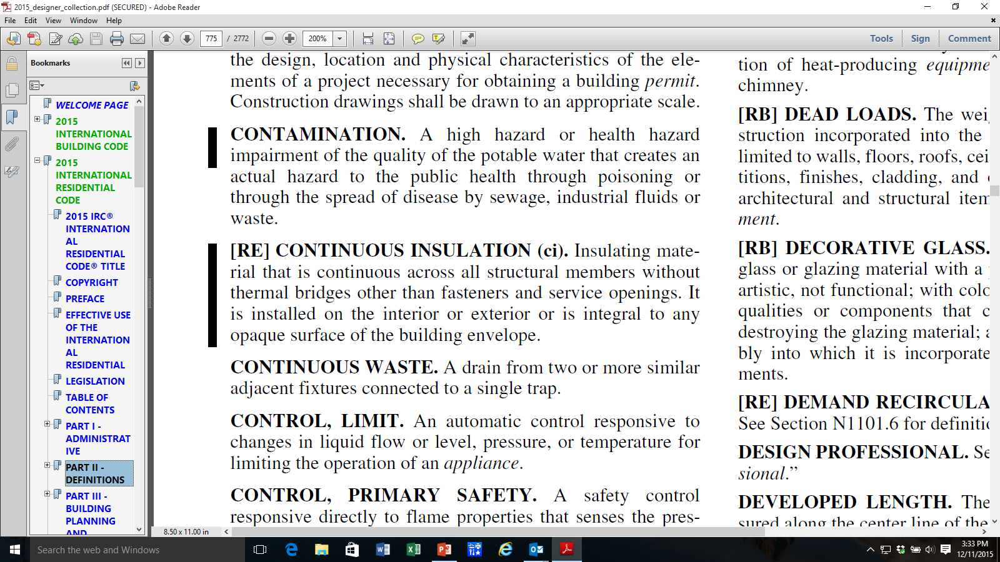 2015_designer_collection.pdf (SECURED) - Adobe Reader
File Edit View Window Help
775 / 2772 200% Tools Sign Comment
Bookmarks
WELCOME PAGE
2015
INTERNATIONAL
BUILDING CODE
2015
INTERNATIONAL
RESIDENTIAL
CODE
2015 IRC®
INTERNATION
AL
RESIDENTIAL
CODE® TITLE
COPYRIGHT
PREFACE
EFFECTIVE USE
OF THE
INTERNATION
AL
RESIDENTIAL
LEGISLATION
TABLE OF
CONTENTS
PART I -
ADMINISTRAT
IVE
PART II -
DEFINITIONS
PART III -
BUILDING
PLANNING
AND
the design, location and physical characteristics of the ele-
ments of a project necessary for obtaining a building permit.
Construction drawings shall be drawn to an appropriate scale.
CONTAMINATION. A high hazard or health hazard
impairment of the quality of the potable water that creates an
actual hazard to the public health through poisoning or
through the spread of disease by sewage, industrial fluids or
waste.
[RE] CONTINUOUS INSULATION (ci). Insulating mate-
rial that is continuous across all structural members without
thermal bridges other than fasteners and service openings. It
is installed on the interior or exterior or is integral to any
opaque surface of the building envelope.
CONTINUOUS WASTE. A drain from two or more similar
adjacent fixtures connected to a single trap.
CONTROL, LIMIT. An automatic control responsive to
changes in liquid flow or level, pressure, or temperature for
limiting the operation of an appliance.
CONTROL, PRIMARY SAFETY. A safety control
responsive directly to flame properties that senses the pres-
tion of heat-producing equipme
chimney.
[RB] DEAD LOADS. The wei
struction incorporated into the
limited to walls, floors, roofs, cei
titions, finishes, cladding, and
architectural and structural item
ment.
[RB] DECORATIVE GLASS.
glass or glazing material with a
artistic, not functional; with colo
qualities or components that c
destroying the glazing material; a
bly into which it is incorporate
ments.
[RE] DEMAND RECIRCULA
See Section N1101.6 for definitio
DESIGN PROFESSIONAL. Se
sional.”
DEVELOPED LENGTH. The
sured along the center line of the
8.50 x 11.00 in
Search the web and Windows
3:33 PM
12/11/2015